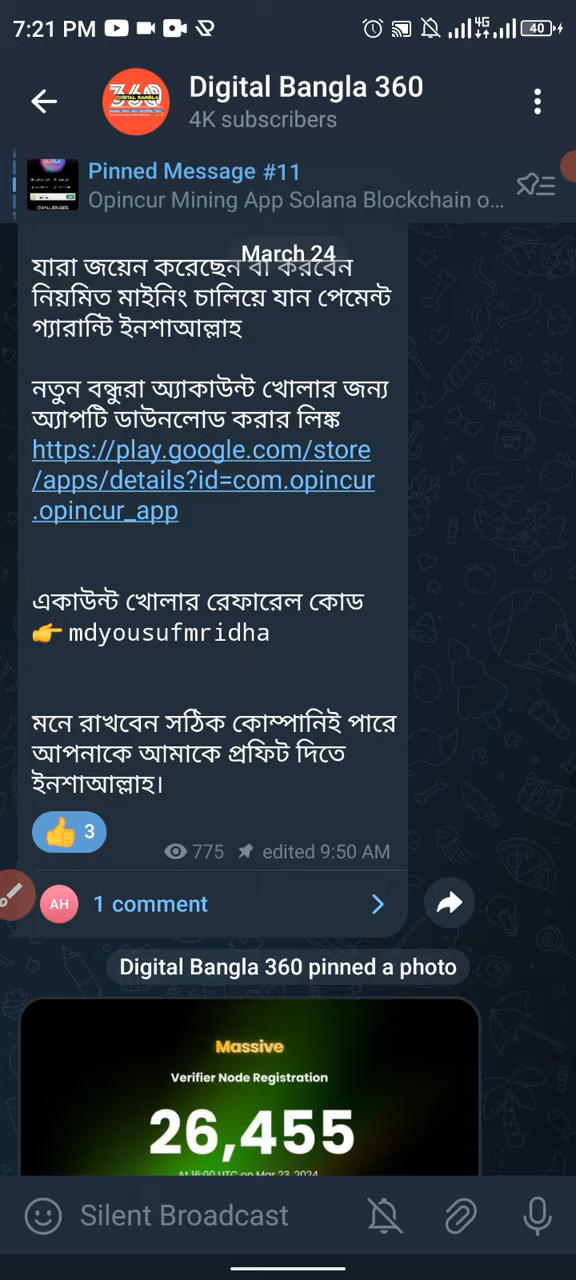 7:21 PM
4G
40
360
Digital Bangla 360
4K subscribers
Pinned Message #11
Opincur Mining App Solana Blockchain o...
CHALLENGES
March 24
যারা জয়েন করেছেন বা করবেন
নিয়মিত মাইনিং চালিয়ে যান পেমেন্ট
গ্যারান্টি ইনশাআল্লাহ
নতুন বন্ধুরা অ্যাকাউন্ট খোলার জন্য
অ্যাপটি ডাউনলোড করার লিঙ্ক
https://play.google.com/store
/apps/details?id=com.opincur
.opincur_app
একাউন্ট খোলার রেফারেল কোড
👉 mdyousufmridha
মনে রাখবেন সঠিক কোম্পানিই পারে
আপনাকে আমাকে প্রফিট দিতে
ইনশাআল্লাহ।
👍 3
775 edited 9:50 AM
AH 1 comment
Digital Bangla 360 pinned a photo
Massive
Verifier Node Registration
26,455
At 16:00 UTC on Mar 23, 2024
Silent Broadcast